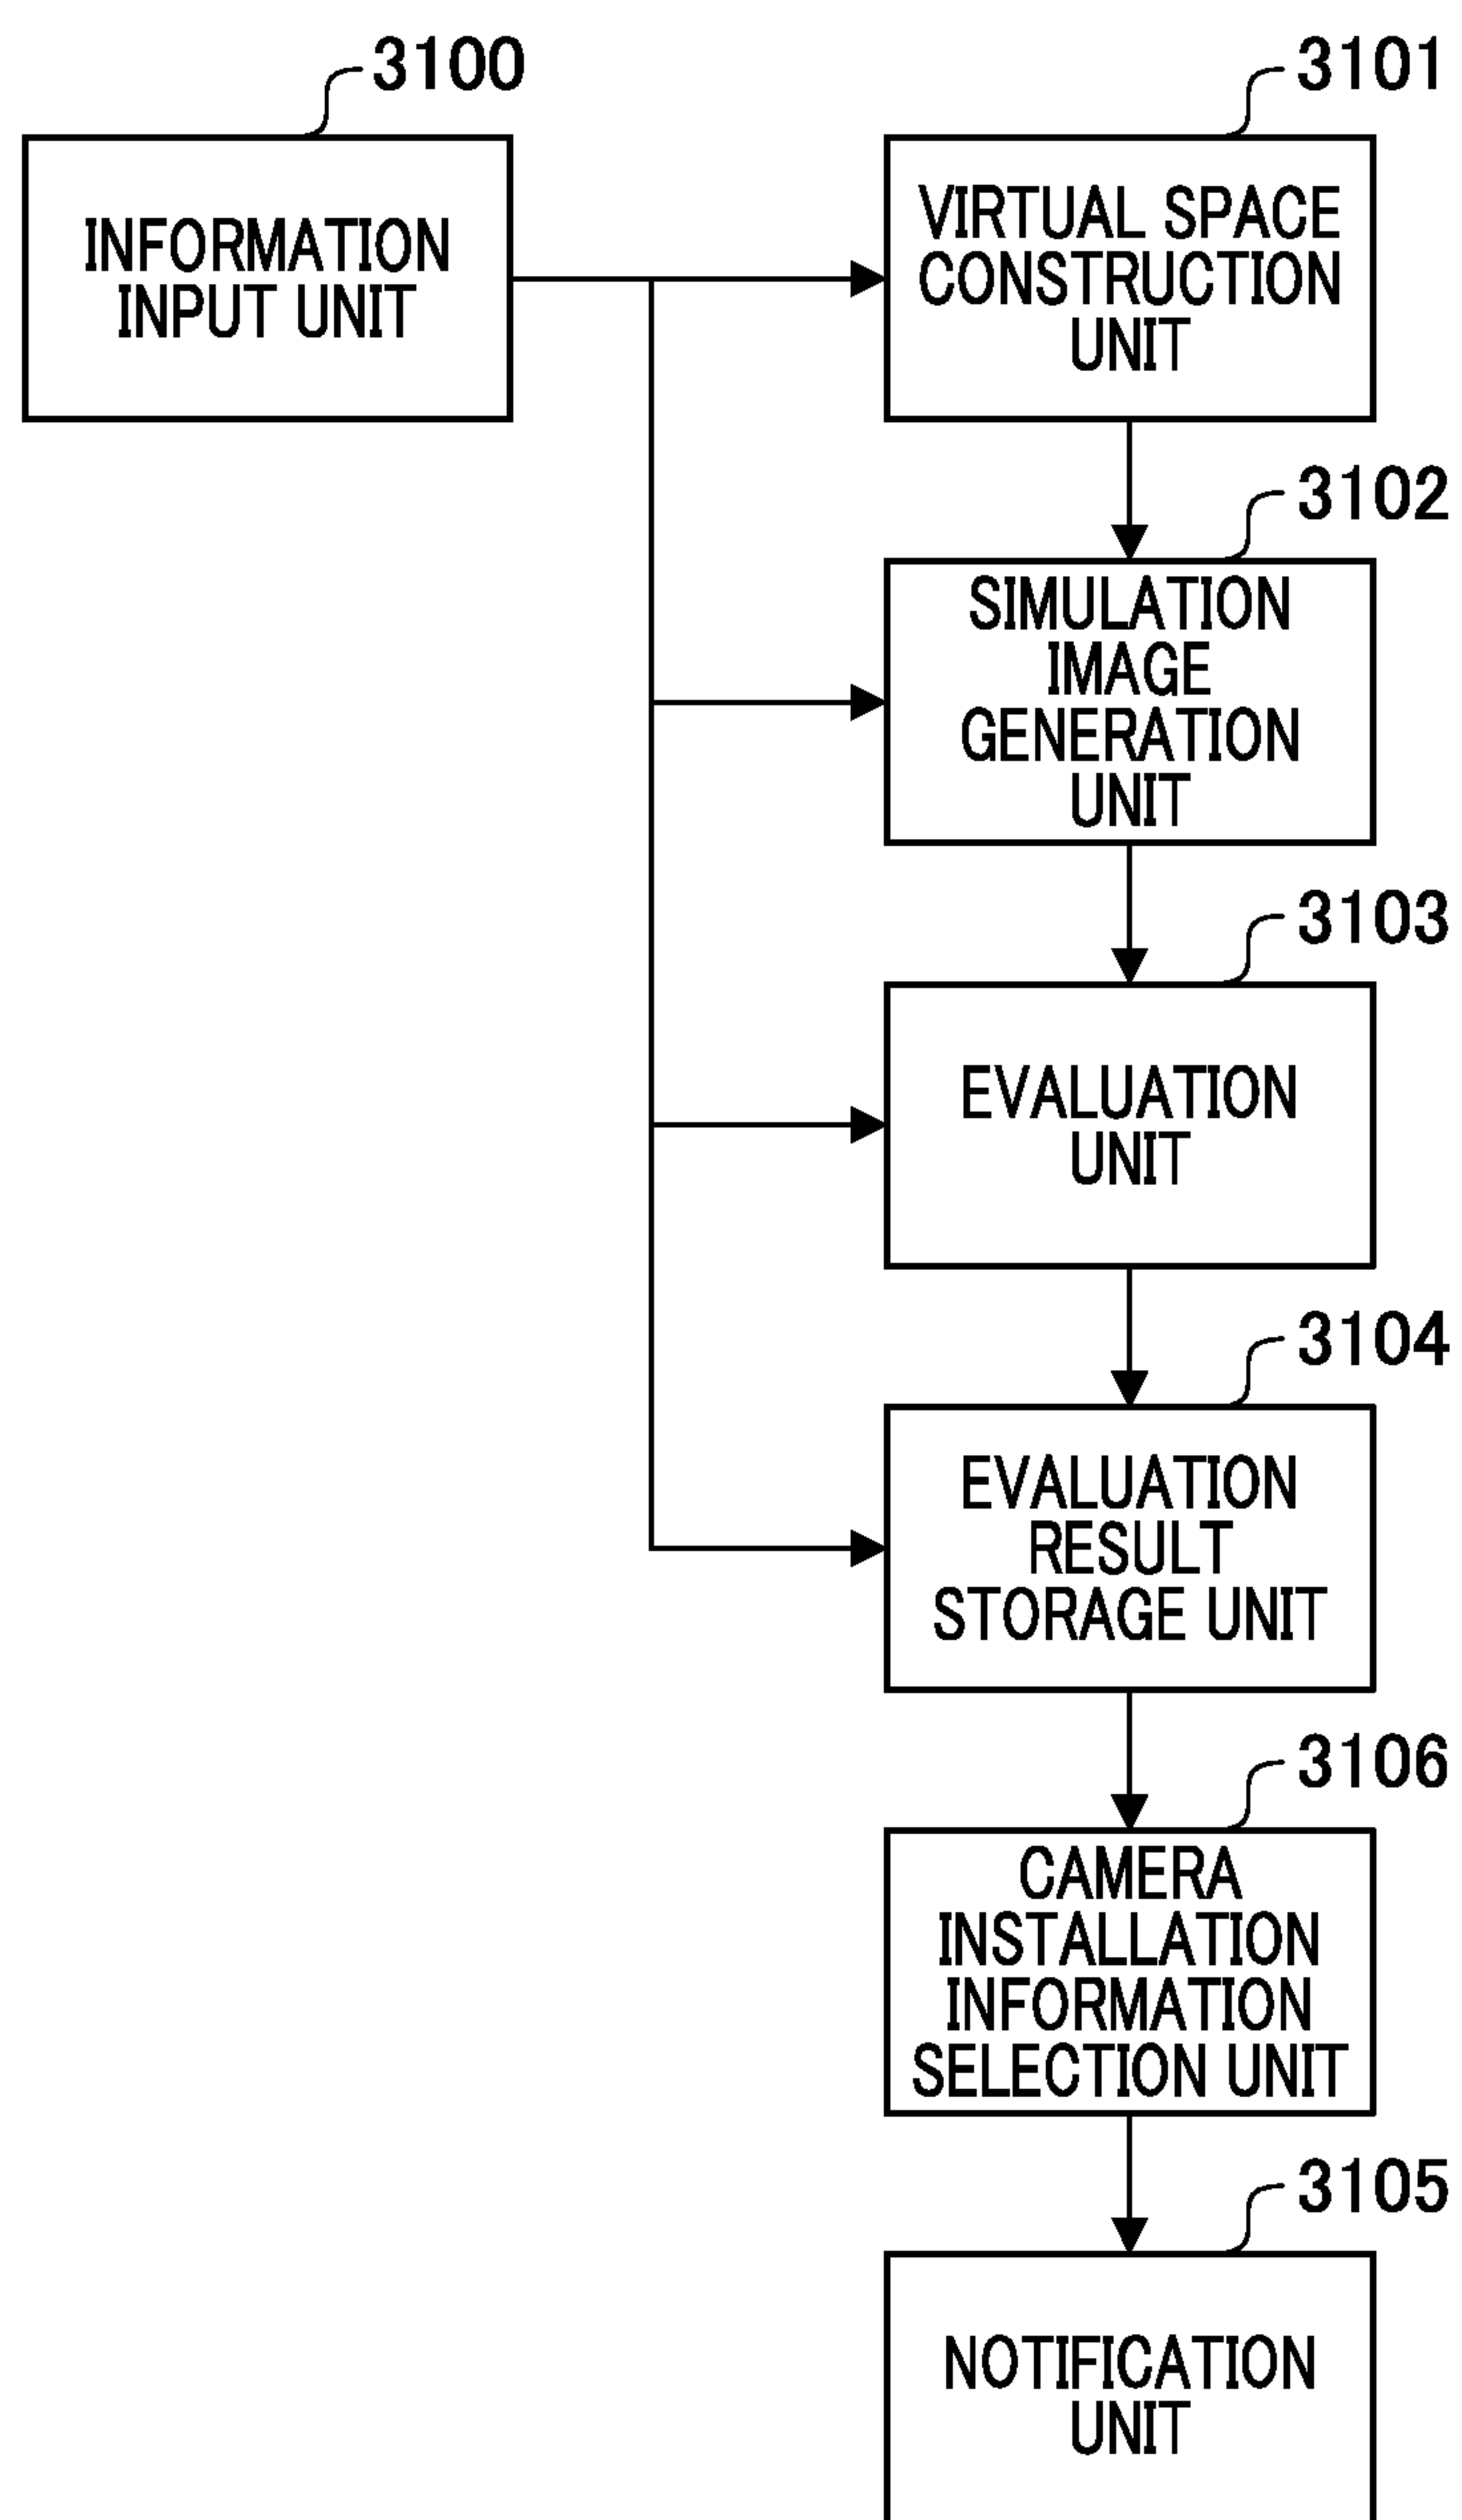 3100
INFORMATION
INPUT UNIT
3101
VIRTUAL SPACE
CONSTRUCTION
UNIT
3102
SIMULATION
IMAGE
GENERATION
UNIT
3103
EVALUATION
UNIT
3104
EVALUATION
RESULT
STORAGE UNIT
3106
CAMERA
INSTALLATION
INFORMATION
SELECTION UNIT
3105
NOTIFICATION
UNIT